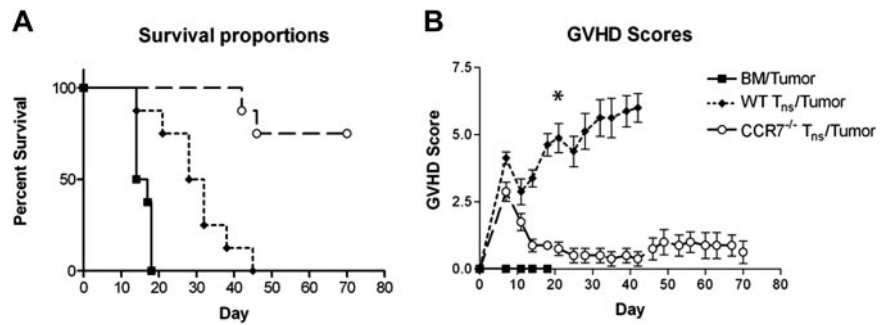 A
Survival proportions
Percent Survival
100
50
0
0 10 20 30 40 50 60 70 80
Day
B
GVHD Scores
GVHD Score
7.5
5.0
2.5
0.0
*
0 10 20 30 40 50 60 70 80
Day
BM/Tumor
WT Tns/Tumor
CCR7-/- Tns/Tumor